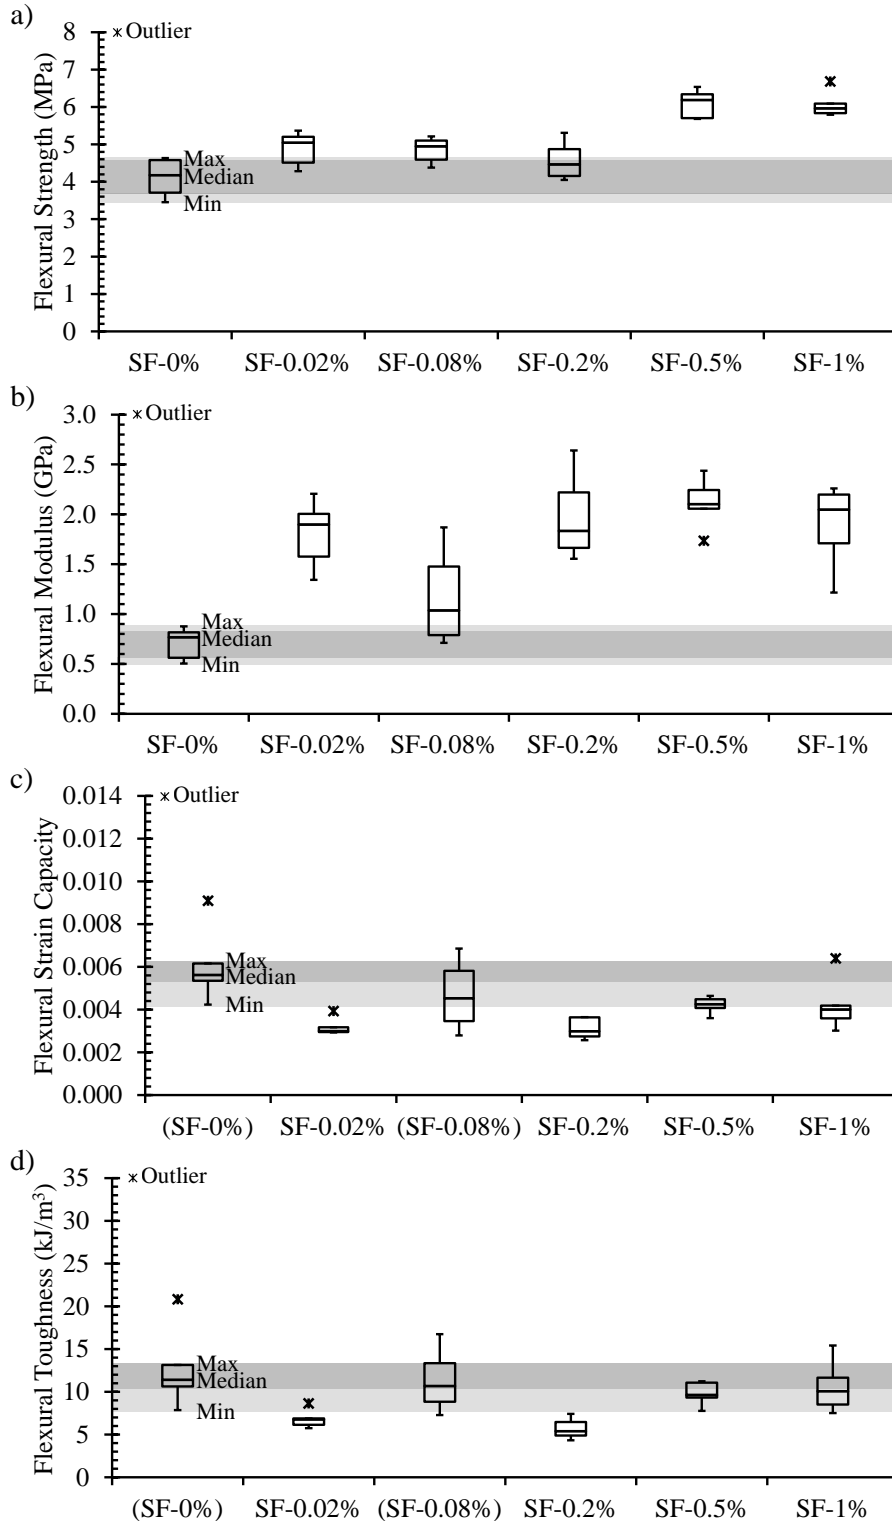 a)
Outlier
Flexural Strength (MPa)
8
7
6
5
4
3
2
1
0
Max
Median
Min
SF-0% SF-0.02% SF-0.08% SF-0.2% SF-0.5% SF-1%
b)
Outlier
Flexural Modulus (GPa)
3.0
2.5
2.0
1.5
1.0
0.5
0.0
Max
Median
Min
SF-0% SF-0.02% SF-0.08% SF-0.2% SF-0.5% SF-1%
c)
Outlier
Flexural Strain Capacity
0.014
0.012
0.010
0.008
0.006
0.004
0.002
0.000
Max
Median
Min
(SF-0%) SF-0.02% (SF-0.08%) SF-0.2% SF-0.5% SF-1%
d)
Outlier
Flexural Toughness (kJ/m³)
35
30
25
20
15
10
5
0
Max
Median
Min
(SF-0%) SF-0.02% (SF-0.08%) SF-0.2% SF-0.5% SF-1%